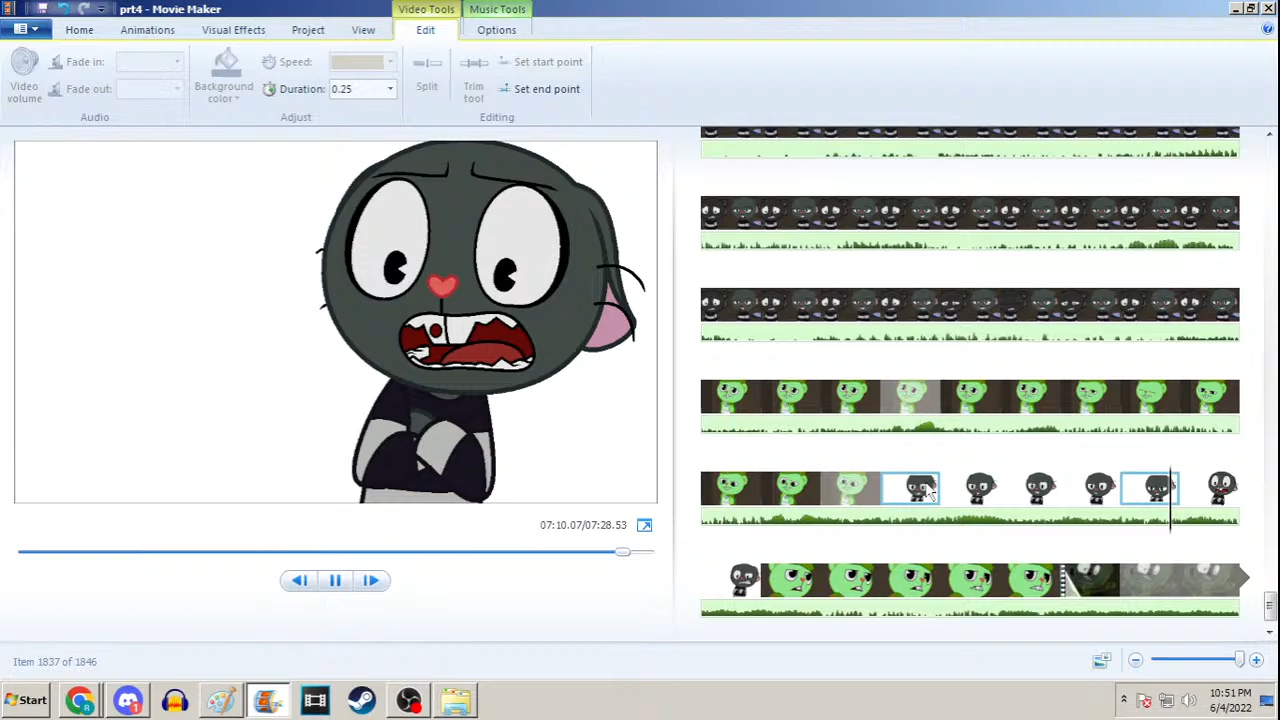 prt4 - Movie Maker
Video Tools
Music Tools
Home
Animations
Visual Effects
Project
View
Edit
Options
Video volume
Fade in:
Fade out:
Audio
Background color
Speed:
Duration: 0.25
Adjust
Split
Trim tool
Set start point
Set end point
Editing
07:10.07/07:28.53
Item 1837 of 1846
Start
10:51 PM
6/4/2022